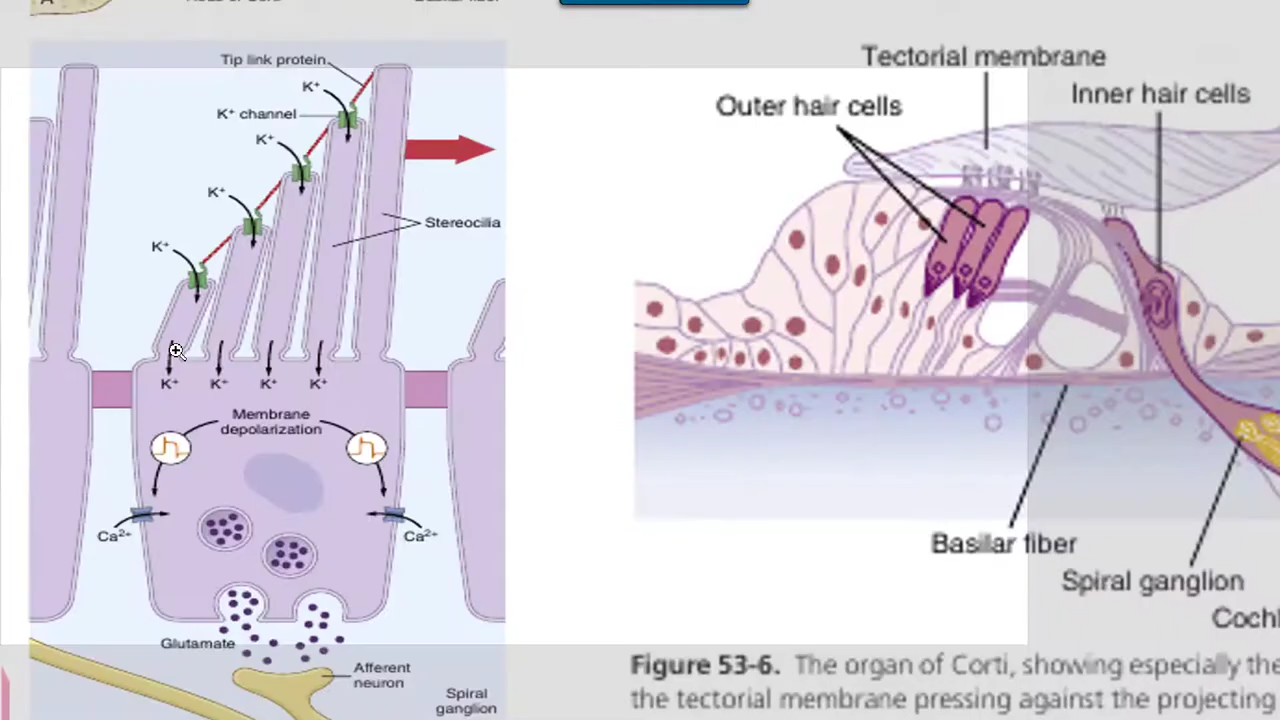 A
Tip link protein
K⁺
K⁺ channel
K⁺
K⁺
K⁺
Stereocilia
K⁺
K⁺
K⁺
K⁺
Membrane
depolarization
Ca²⁺
Ca²⁺
Glutamate
Afferent
neuron
Spiral
ganglion
Tectorial membrane
Outer hair cells
Inner hair cells
Basilar fiber
Spiral ganglion
Cochl
Figure 53-6. The organ of Corti, showing especially the
the tectorial membrane pressing against the projecting